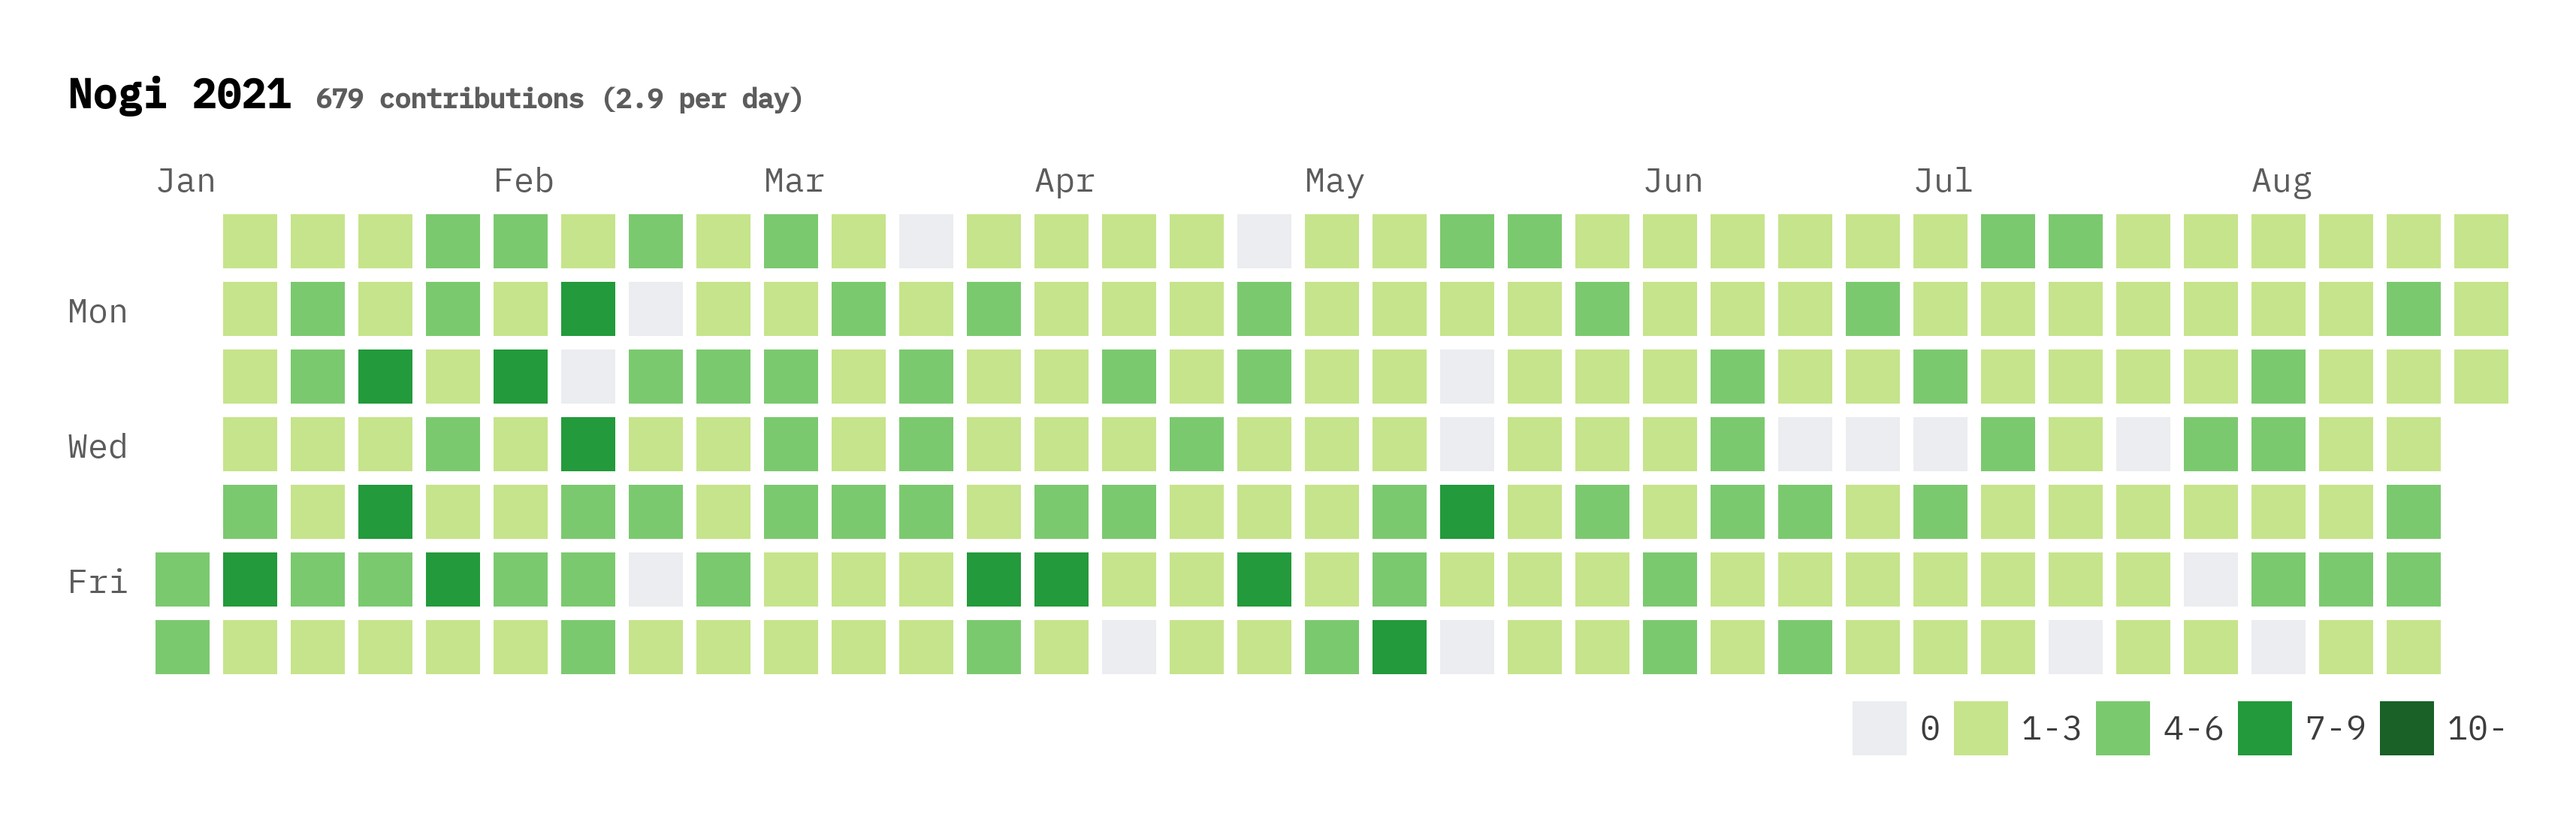 Nogi 2021 679 contributions (2.9 per day)
Jan Feb Mar Apr May Jun Jul Aug
Mon
Wed
Fri
0 1-3 4-6 7-9 10-